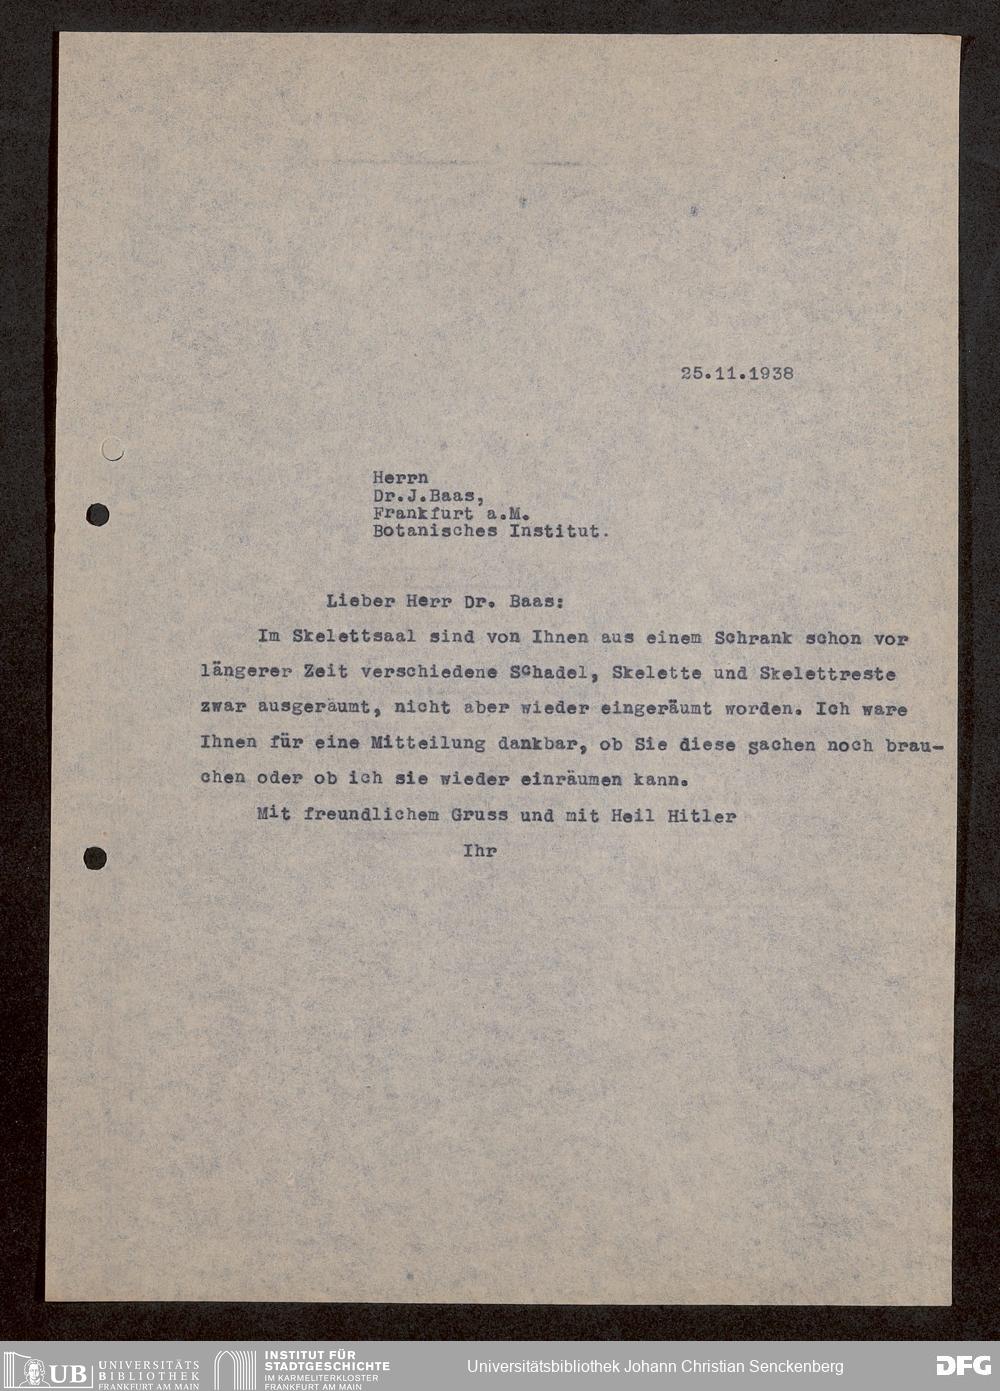 25.11.1938
Herrn
Dr.J.Baas,
Frankfurt a.M.
Botanisches Institut.
Lieber Herr Dr. Baas:
Im Skelettsaal sind von Ihnen aus einem Schrank schon vor
längerer Zeit verschiedene Schadel, Skelette und Skelettreste
zwar ausgeräumt, nicht aber wieder eingeräumt worden. Ich ware
Ihnen für eine Mitteilung dankbar, ob Sie diese gachen noch brau-
chen oder ob ich sie wieder einräumen kann.
Mit freundlichem Gruss und mit Heil Hitler
Ihr
UB UNIVERSITÄTS
BIBLIOTHEK
FRANKFURT AM MAIN
INSTITUT FÜR
STADTGESCHICHTE
IM KARMELITERKLOSTER
FRANKFURT AM MAIN
Universitätsbibliothek Johann Christian Senckenberg
DFG